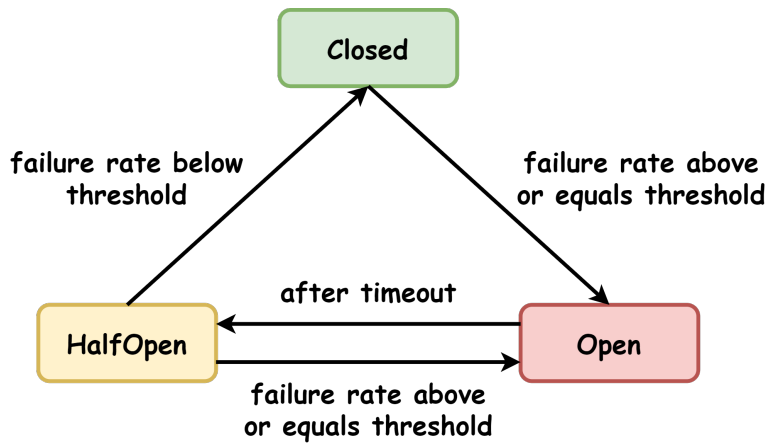 Closed
failure rate below
threshold
failure rate above
or equals threshold
after timeout
HalfOpen
Open
failure rate above
or equals threshold